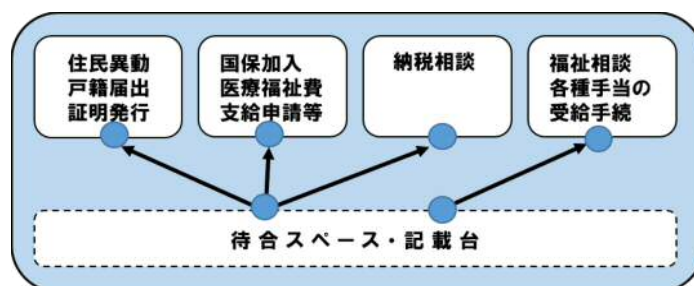 住民異動
戸籍届出
証明発行
国保加入
医療福祉費
支給申請等
納税相談
福祉相談
各種手当の
受給手続
待合スペース・記載台